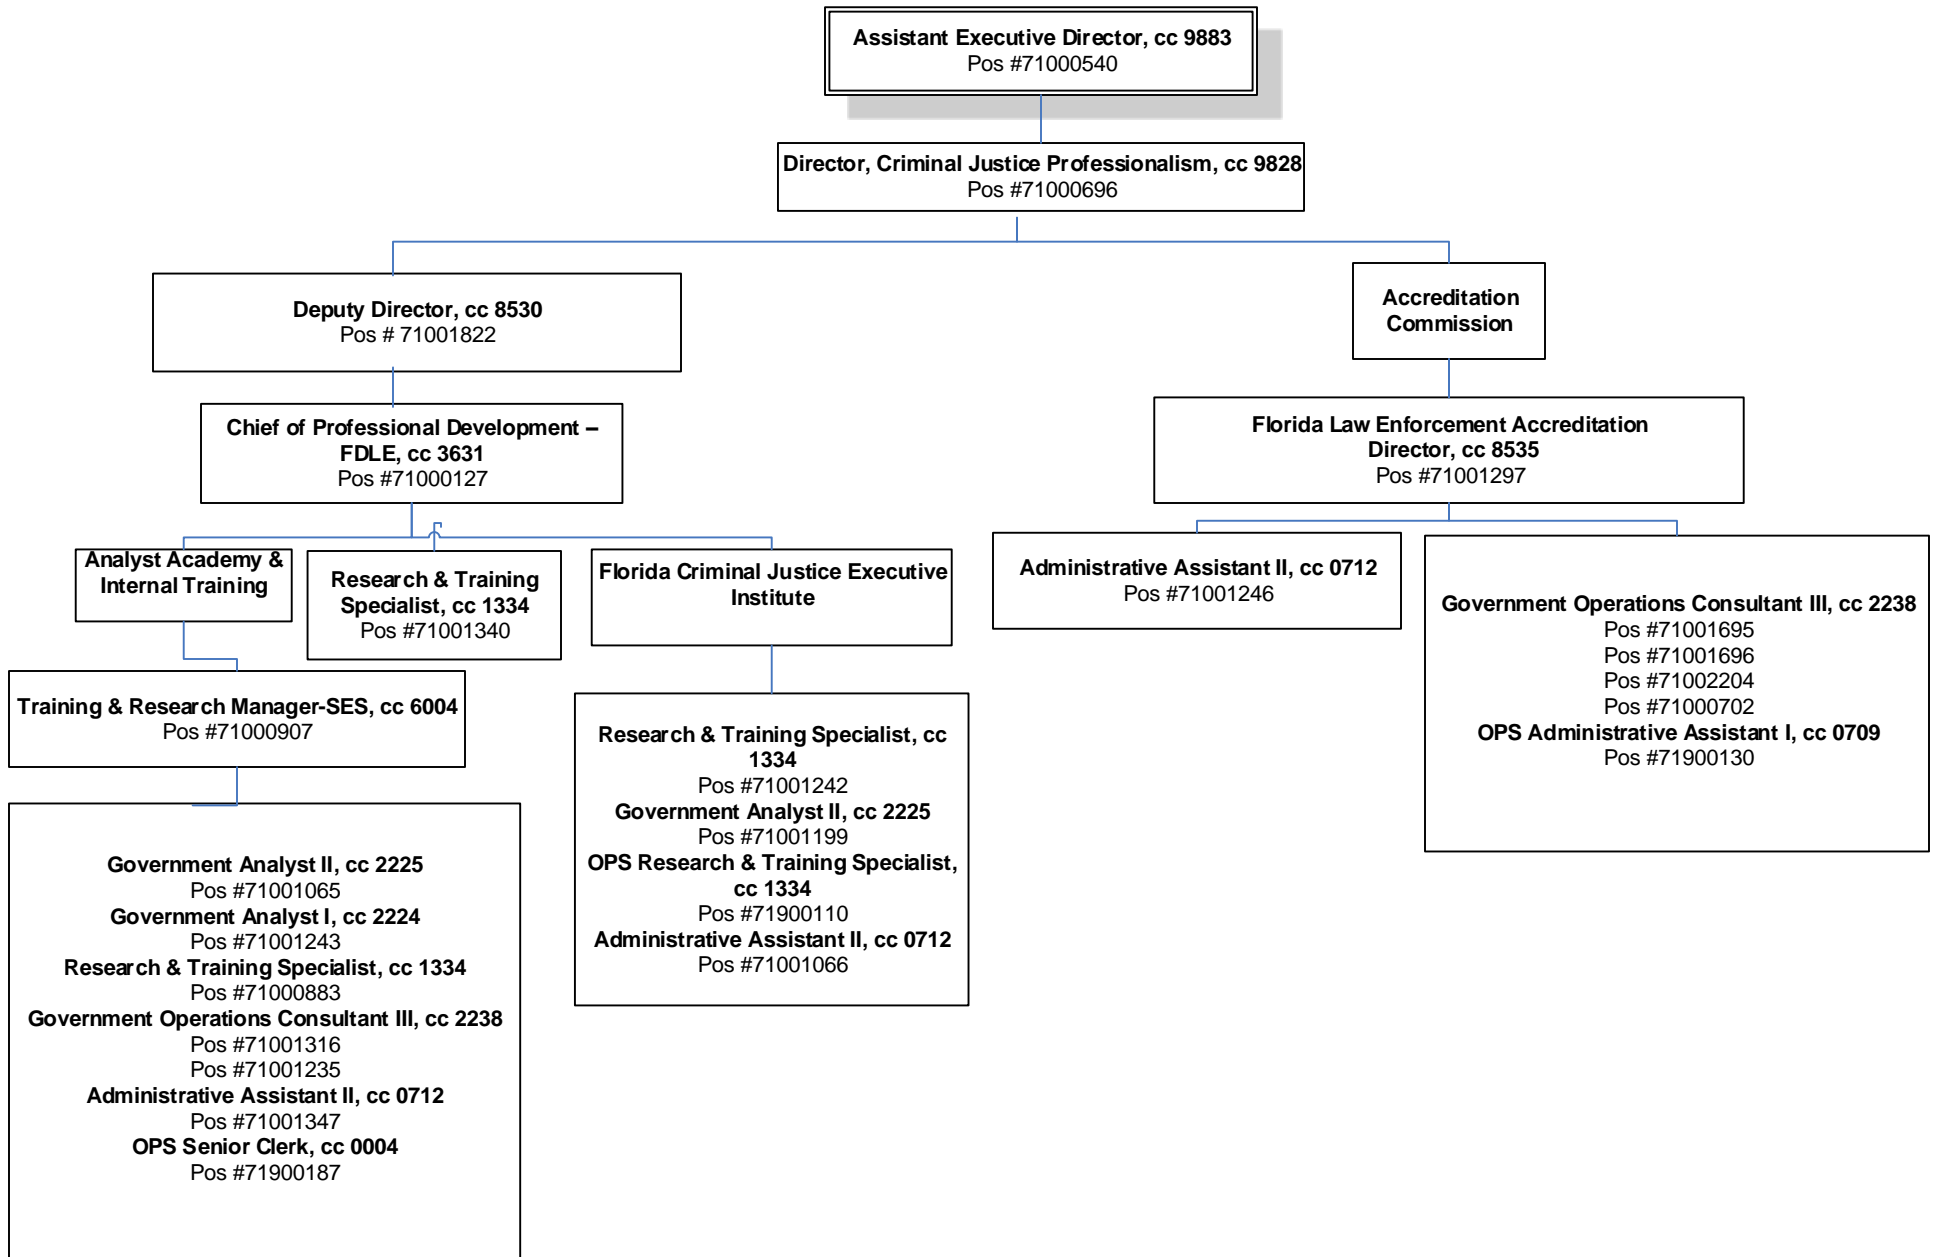 Assistant Executive Director, cc 9883
Pos #71000540
Director, Criminal Justice Professionalism, cc 9828
Pos #71000696
Deputy Director, cc 8530
Pos # 71001822
Accreditation
Commission
Chief of Professional Development –
FDLE, cc 3631
Pos #71000127
Florida Law Enforcement Accreditation
Director, cc 8535
Pos #71001297
Analyst Academy &
Internal Training
Research & Training
Specialist, cc 1334
Pos #71001340
Florida Criminal Justice Executive
Institute
Administrative Assistant II, cc 0712
Pos #71001246
Government Operations Consultant III, cc 2238
Pos #71001695
Pos #71001696
Pos #71002204
Pos #71000702
OPS Administrative Assistant I, cc 0709
Pos #71900130
Training & Research Manager-SES, cc 6004
Pos #71000907
Research & Training Specialist, cc
1334
Pos #71001242
Government Analyst II, cc 2225
Pos #71001199
OPS Research & Training Specialist,
cc 1334
Pos #71900110
Administrative Assistant II, cc 0712
Pos #71001066
Government Analyst II, cc 2225
Pos #71001065
Government Analyst I, cc 2224
Pos #71001243
Research & Training Specialist, cc 1334
Pos #71000883
Government Operations Consultant III, cc 2238
Pos #71001316
Pos #71001235
Administrative Assistant II, cc 0712
Pos #71001347
OPS Senior Clerk, cc 0004
Pos #71900187